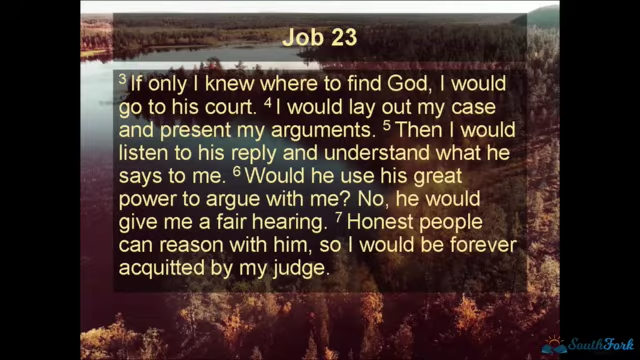 Job 23
3 If only I knew where to find God, I would
go to his court. 4 I would lay out my case
and present my arguments. 5 Then I would
listen to his reply and understand what he
says to me. 6 Would he use his great
power to argue with me? No, he would
give me a fair hearing. 7 Honest people
can reason with him, so I would be forever
acquitted by my judge.
SouthFork